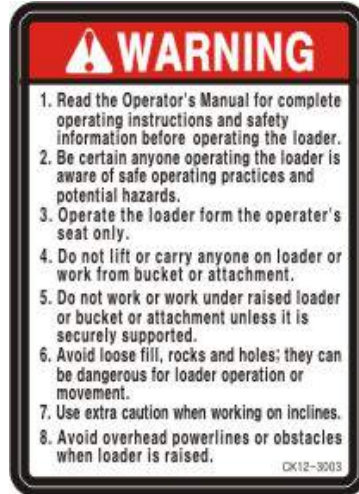 WARNING
1. Read the Operator's Manual for complete
operating instructions and safety
information before operating the loader.
2. Be certain anyone operating the loader is
aware of safe operating practices and
potential hazards.
3. Operate the loader form the operater's
seat only.
4. Do not lift or carry anyone on loader or
work from bucket or attachment.
5. Do not work or work under raised loader
or bucket or attachment unless it is
securely supported.
6. Avoid loose fill, rocks and holes; they can
be dangerous for loader operation or
movement.
7. Use extra caution when working on inclines.
8. Avoid overhead powerlines or obstacles
when loader is raised.
CK12-3003